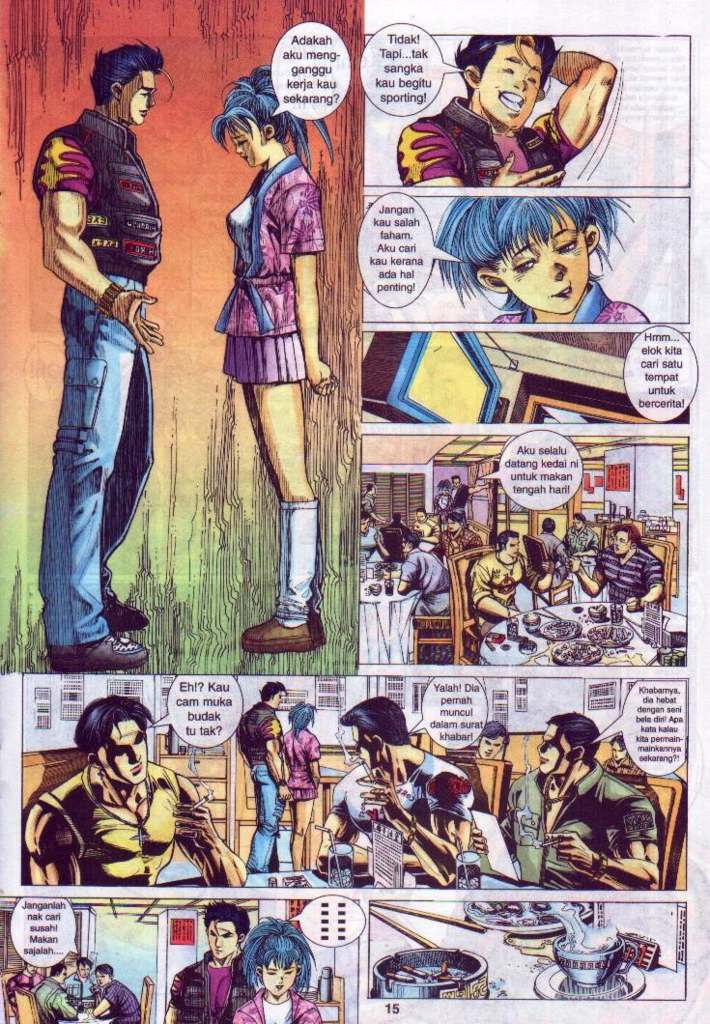 Adakah
aku meng-
ganggu
kerja kau
sekarang?
Tidak!
Tapi...tak
sangka
kau begitu
sporting!
Jangan
kau salah
faham.
Aku cari
kau kerana
ada hal
penting!
Hmm...
elok kita
cari satu
tempat
untuk
bercerita!
Aku selalu
datang kedai ni
untuk makan
tengah hari!
Eh!? Kau
cam muka
budak
tu tak?
Yalah! Dia
pernah
muncul
dalam surat
khabar!
Khabarnya,
dia hebat
dengan seni
bela diri! Apa
kata kalau
kita permain-
mainkannya
sekarang!?
Janganlah
nak cari
susah!
Makan
sajalah....
15